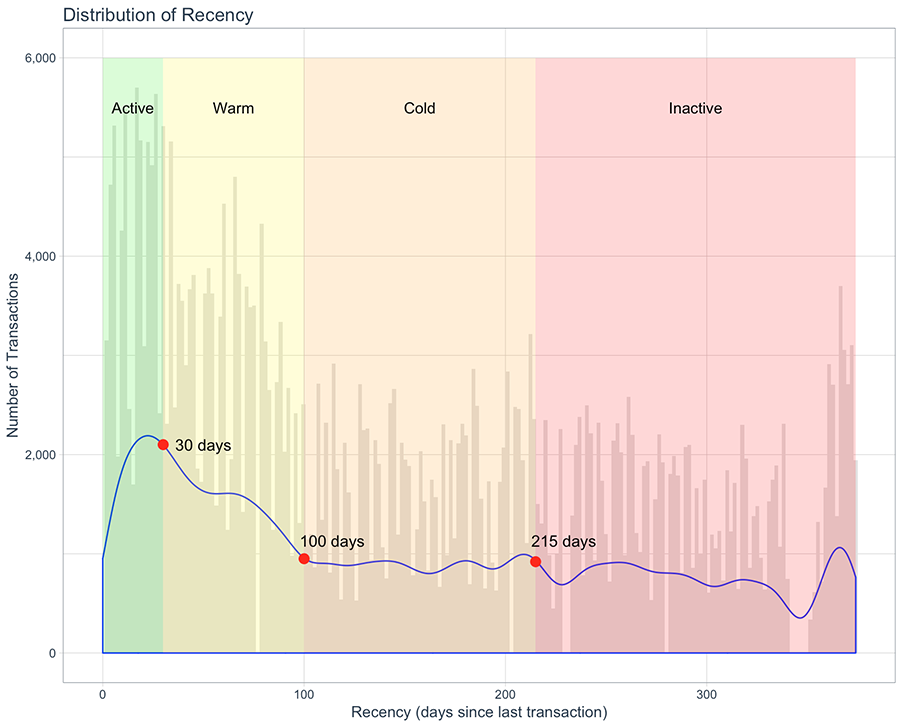 Distribution of Recency
6,000
Active Warm Cold Inactive
4,000
30 days
2,000
100 days 215 days
0
0 100 200 300
Number of Transactions
Recency (days since last transaction)